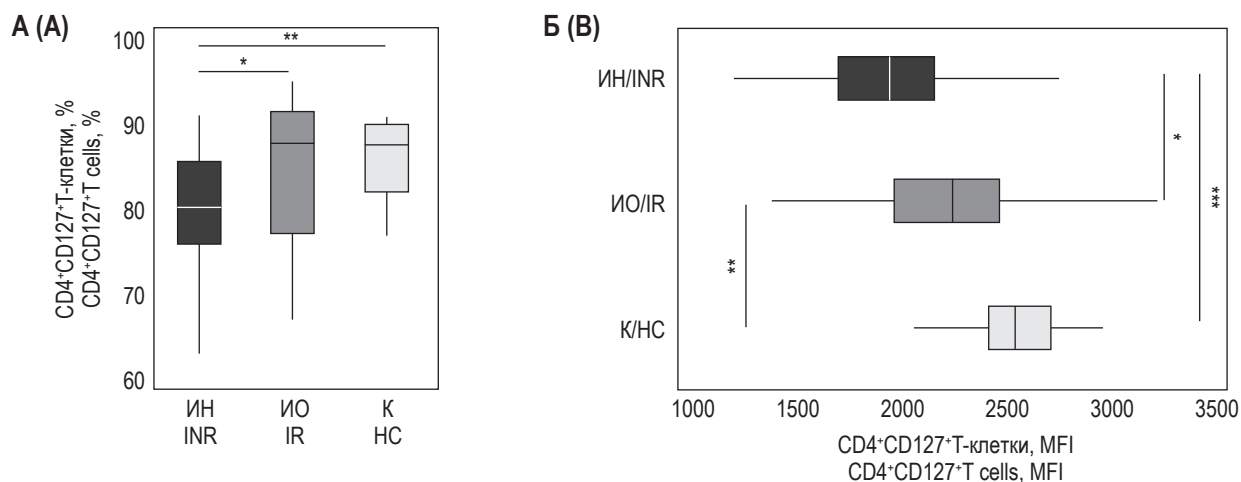 А (A)
CD4⁺CD127⁺Т-клетки, %
CD4⁺CD127⁺T cells, %
100
90
80
70
60
**
*
ИН
INR
ИО
IR
К
HC
Б (B)
ИН/INR
ИО/IR
К/HC
*
***
**
1000
1500
2000
2500
3000
3500
CD4⁺CD127⁺Т-клетки, MFI
CD4⁺CD127⁺T cells, MFI